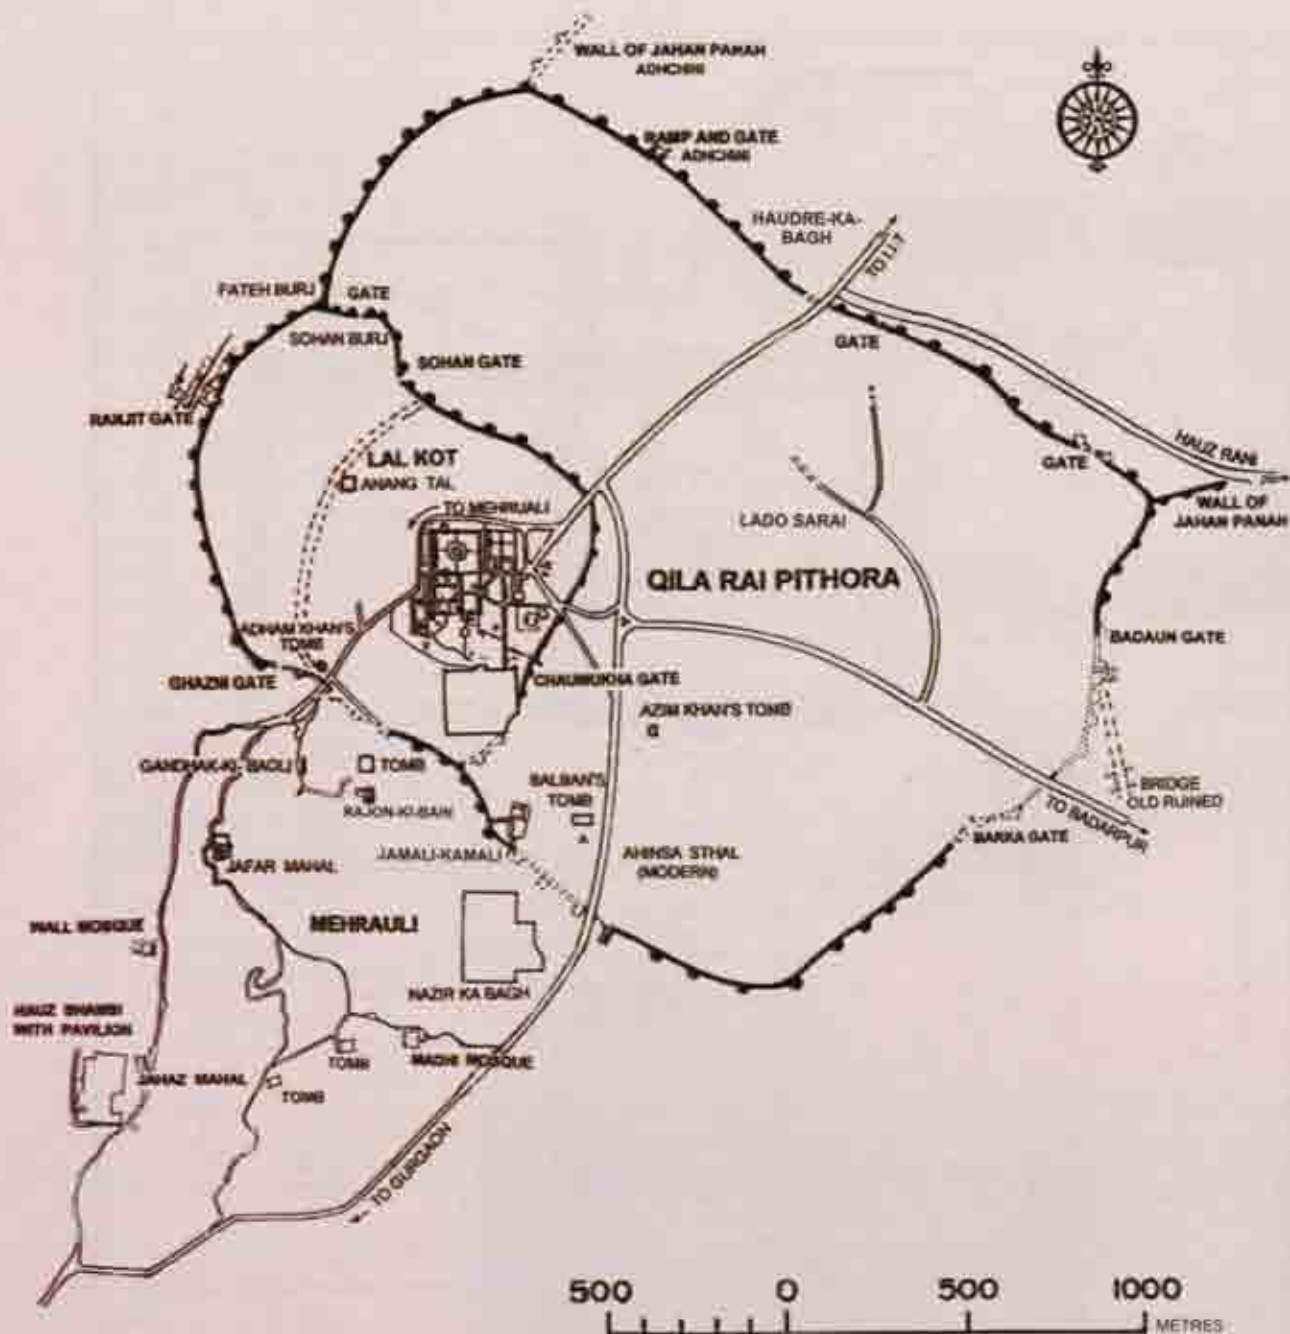 WALL OF JAHAN PANAH
ADHCHINI
RAMP AND GATE
ADHCHINI
HAUDRE-KA-
BAGH
TO I.I.T
FATEH BURJ
GATE
SOHAN BURJ
SOHAN GATE
GATE
RANJIT GATE
HAUZ RANI
GATE
LAL KOT
ANANG TAL
WALL OF
JAHAN PANAH
TO MEHRUALI
LADO SARAI
QILA RAI PITHORA
ADHAM KHAN'S
TOMB
BADAUN GATE
GHAZNI GATE
CHAUMUKHA GATE
AZIM KHAN'S TOMB
GANDHAK-KI-BAOLI
TOMB
BALBAN'S
TOMB
BRIDGE
OLD RUINED
RAJON-KI-BAIN
TO BADARPUR
BARKA GATE
JAMALI-KAMALI
AHINSA STHAL
(MODERN)
JAFAR MAHAL
MEHRAULI
WALL MOSQUE
NAZIR KA BAGH
HAUZ SHAMSI
WITH PAVILION
MADHI MOSQUE
TOMB
JAHAZ MAHAL
TOMB
TO GURGAON
500 0 500 1000
METRES